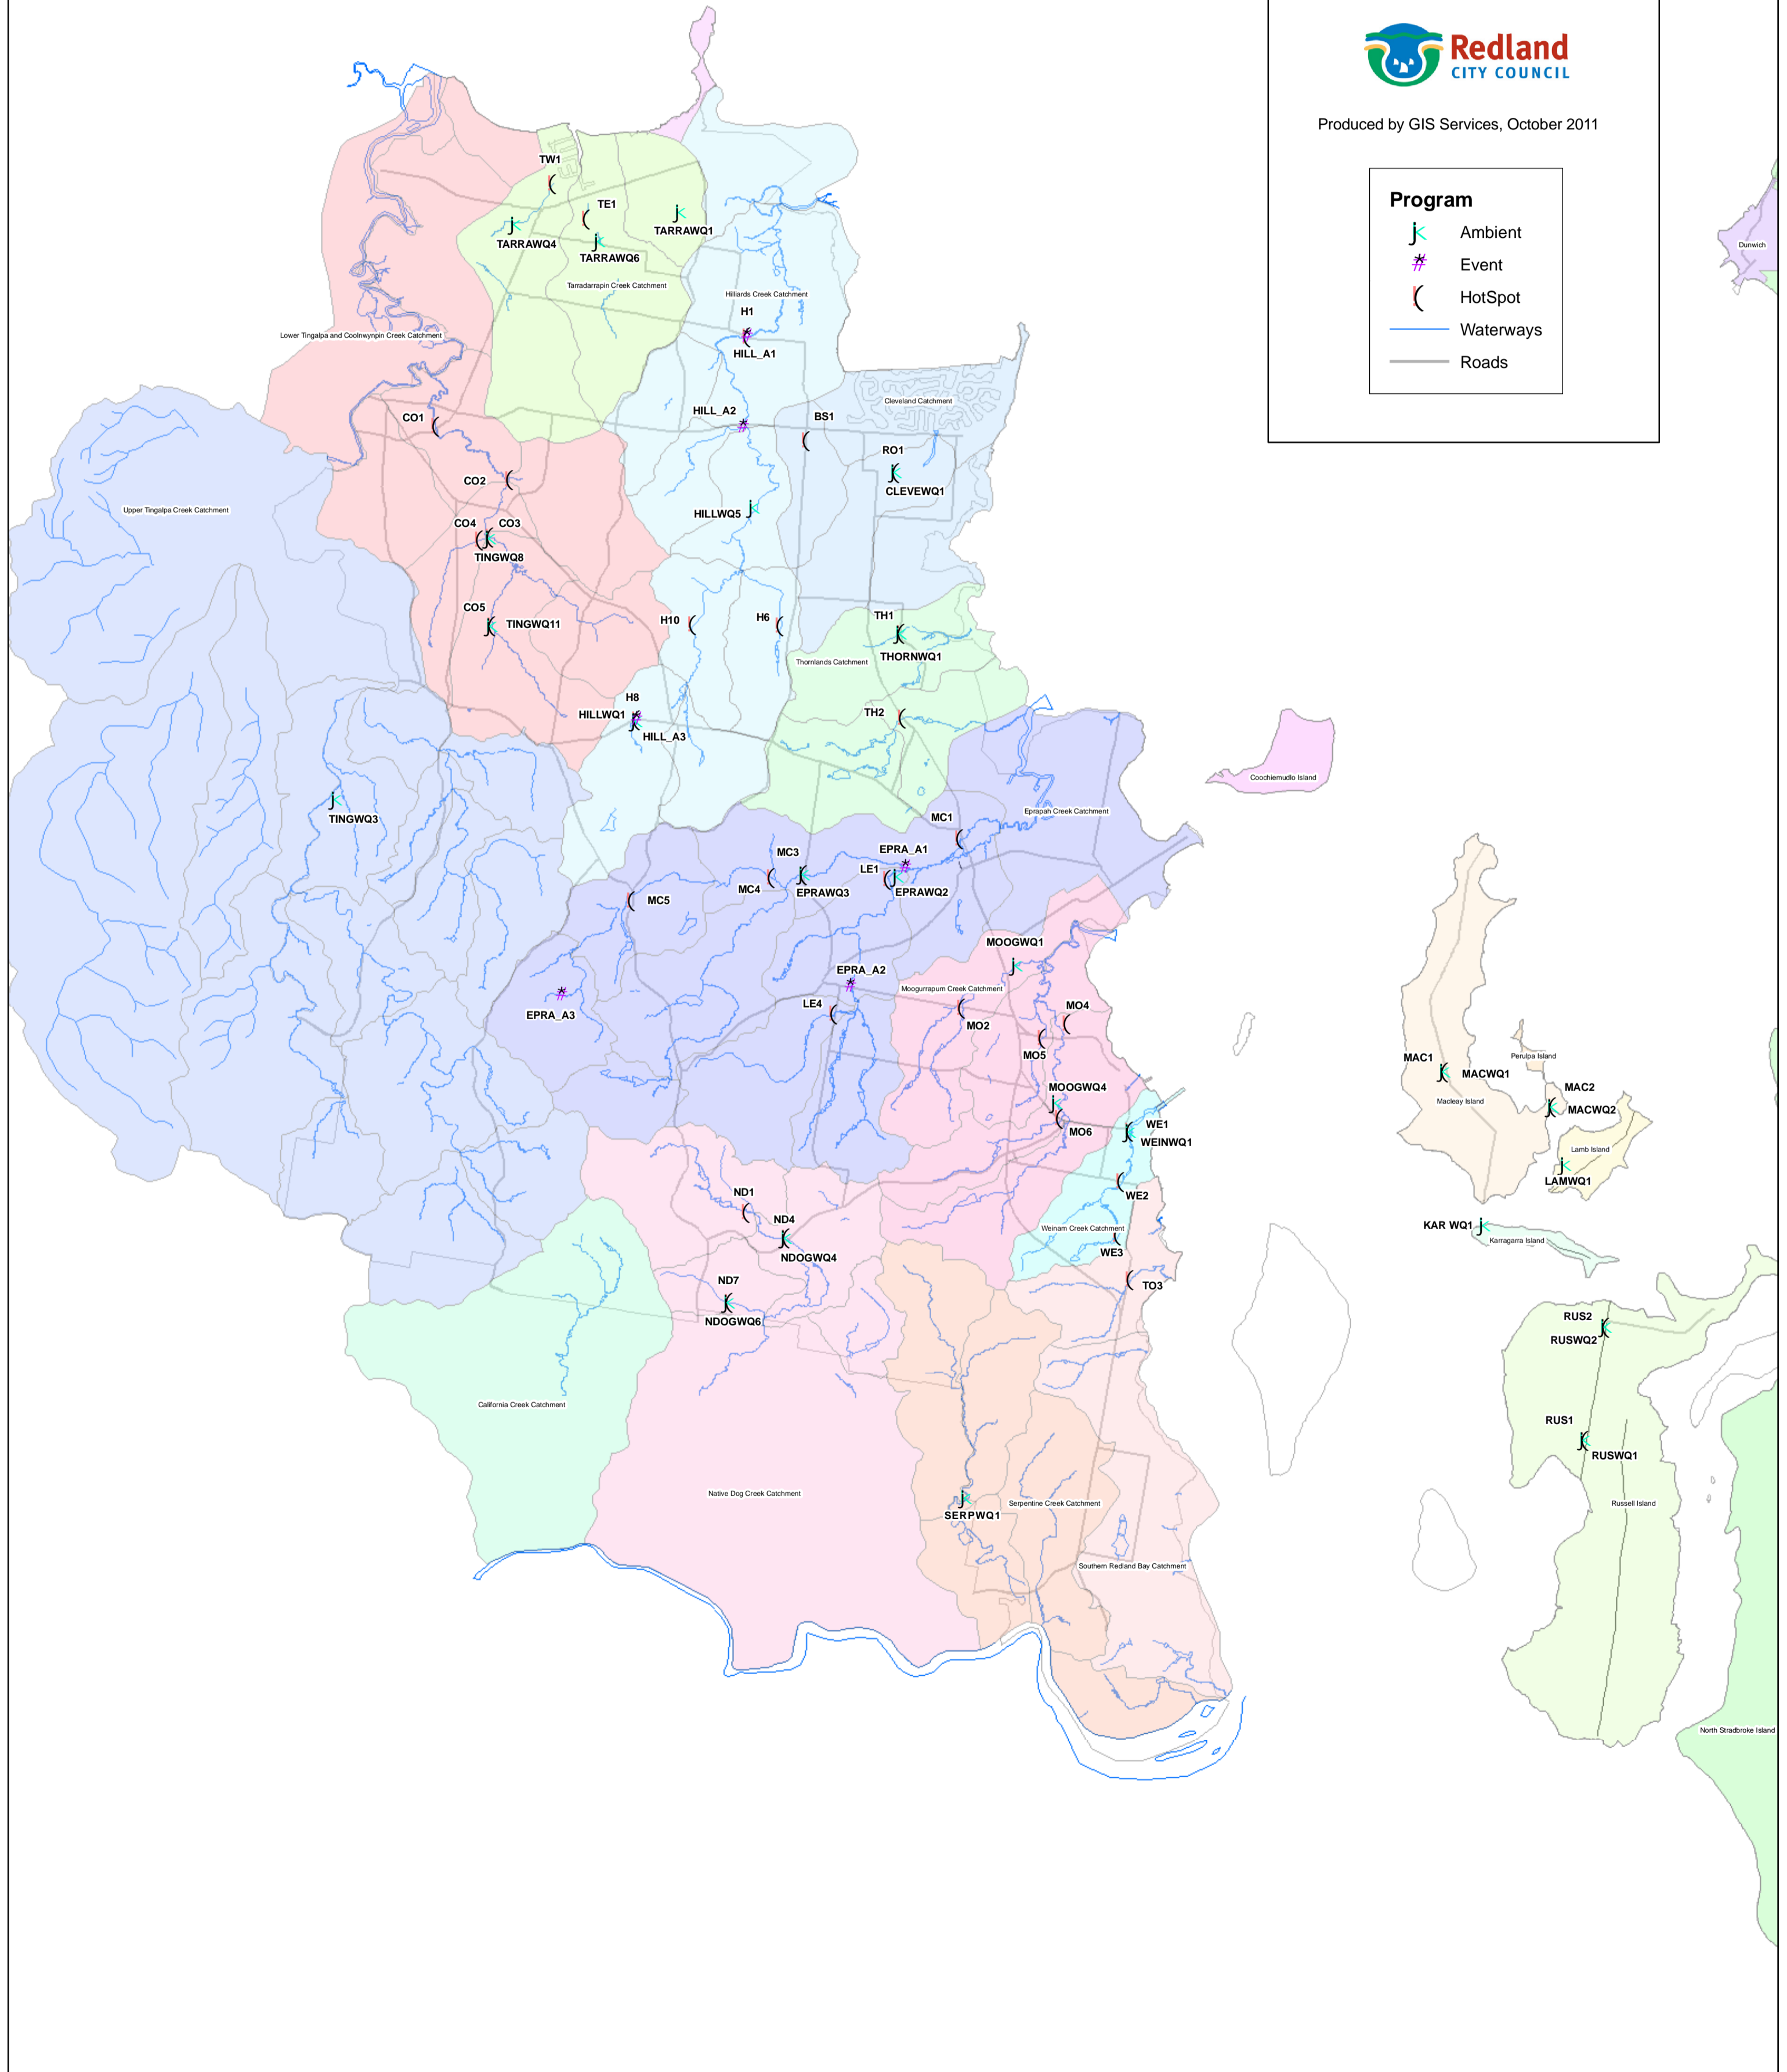 Redland
CITY COUNCIL
Produced by GIS Services, October 2011
Program
Ambient
Event
HotSpot
Waterways
Roads
TW1
TE1
TARRAWQ1
TARRAWQ4
TARRAWQ6
Dunwich
Tarradarrapin Creek Catchment
Hilliards Creek Catchment
H1
Lower Tingalpa and Coolnwynpin Creek Catchment
HILL_A1
Cleveland Catchment
HILL_A2
BS1
CO1
RO1
CO2
CLEVEWQ1
Upper Tingalpa Creek Catchment
HILLWQ5
CO4
CO3
TINGWQ8
CO5
TINGWQ11
H10
H6
TH1
THORNWQ1
Thornlands Catchment
H8
HILLWQ1
TH2
HILL_A3
Coochiemudlo Island
TINGWQ3
Eprapah Creek Catchment
MC1
MC3
EPRA_A1
LE1
MC4
EPRAWQ3
EPRAWQ2
MC5
MOOGWQ1
EPRA_A2
Moogurrapum Creek Catchment
LE4
MO4
EPRA_A3
MO2
MO5
Perulpa Island
MAC1
MACWQ1
MOOGWQ4
MAC2
Macleay Island
MACWQ2
WE1
MO6
WEINWQ1
Lamb Island
LAMWQ1
ND1
WE2
ND4
KAR WQ1
Weinam Creek Catchment
Karragarra Island
WE3
NDOGWQ4
ND7
TO3
NDOGWQ6
RUS2
RUSWQ2
California Creek Catchment
RUS1
RUSWQ1
Native Dog Creek Catchment
Serpentine Creek Catchment
Russell Island
SERPWQ1
Southern Redland Bay Catchment
North Stradbroke Island